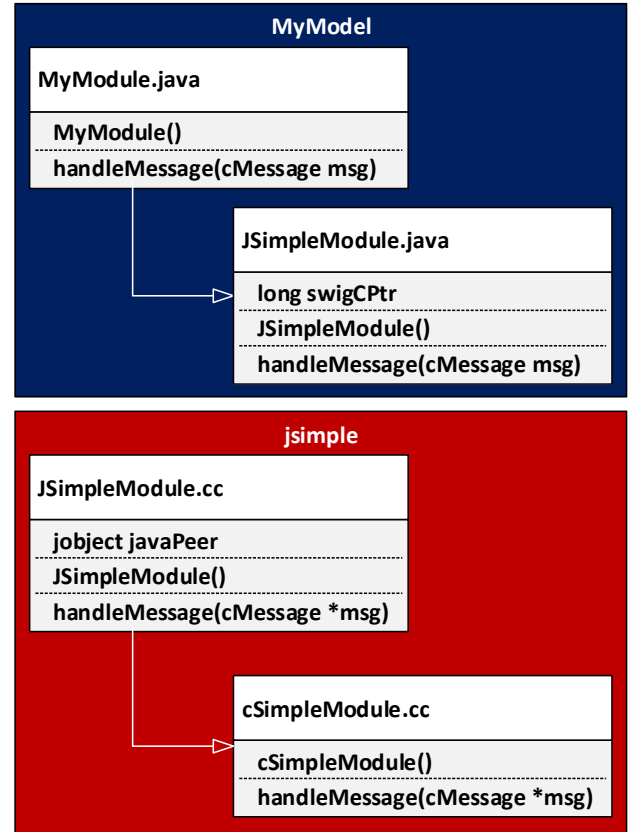 MyModel
MyModule.java
MyModule()
handleMessage(cMessage msg)
JSimpleModule.java
long swigCPtr
JSimpleModule()
handleMessage(cMessage msg)
jsimple
JSimpleModule.cc
jobject javaPeer
JSimpleModule()
handleMessage(cMessage *msg)
cSimpleModule.cc
cSimpleModule()
handleMessage(cMessage *msg)